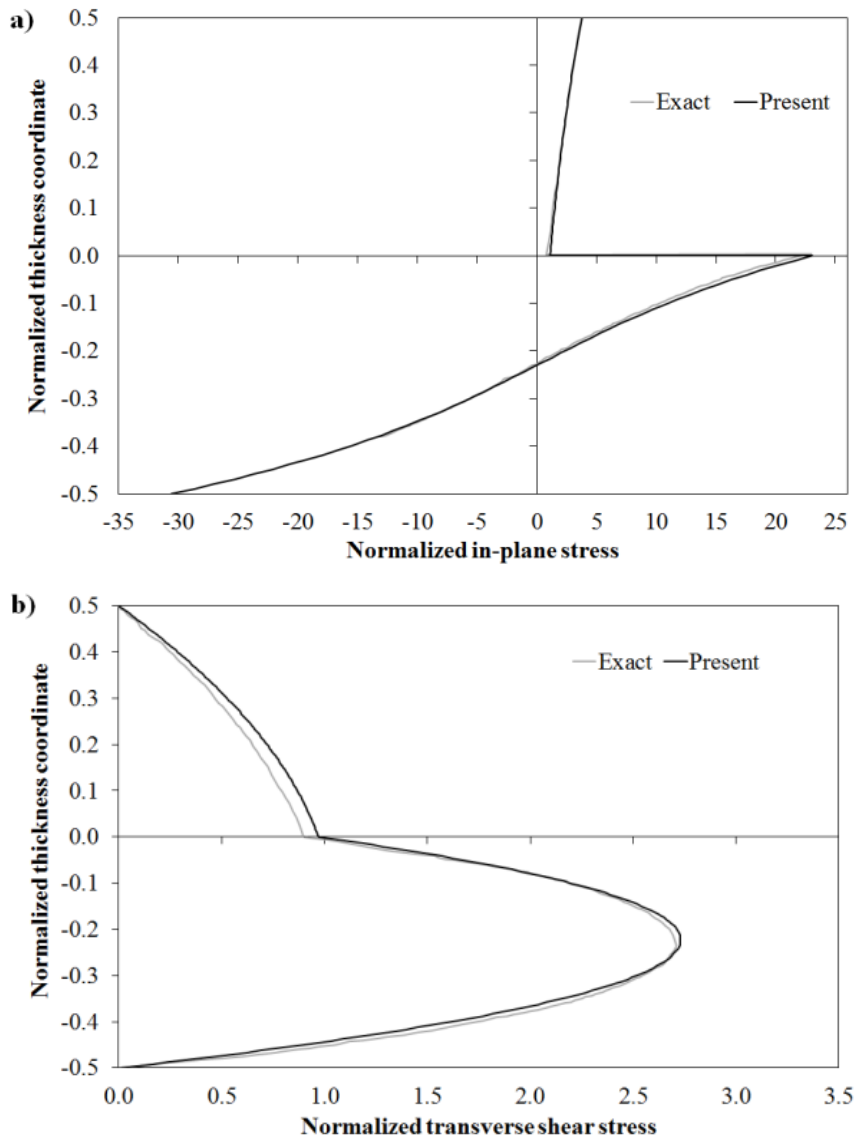 a)
Normalized thickness coordinate
0.5
0.4
0.3
0.2
0.1
0.0
-0.1
-0.2
-0.3
-0.4
-0.5
Exact Present
-35 -30 -25 -20 -15 -10 -5 0 5 10 15 20 25
Normalized in-plane stress
b)
Normalized thickness coordinate
0.5
0.4
0.3
0.2
0.1
0.0
-0.1
-0.2
-0.3
-0.4
-0.5
Exact Present
0.0 0.5 1.0 1.5 2.0 2.5 3.0 3.5
Normalized transverse shear stress